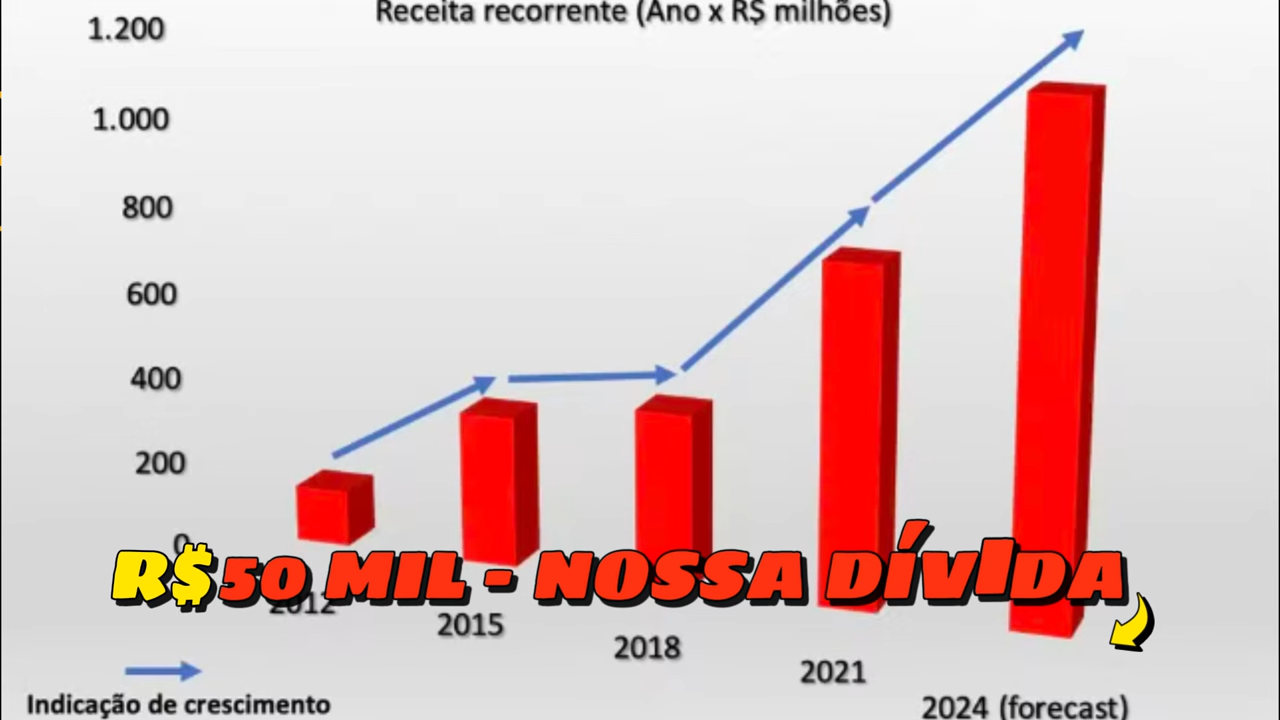 Receita recorrente (Ano x R$ milhões)
1.200
1.000
800
600
400
200
0
R$50 MIL - NOSSA DÍVIDA
2012
2015
2018
2021
2024 (forecast)
Indicação de crescimento